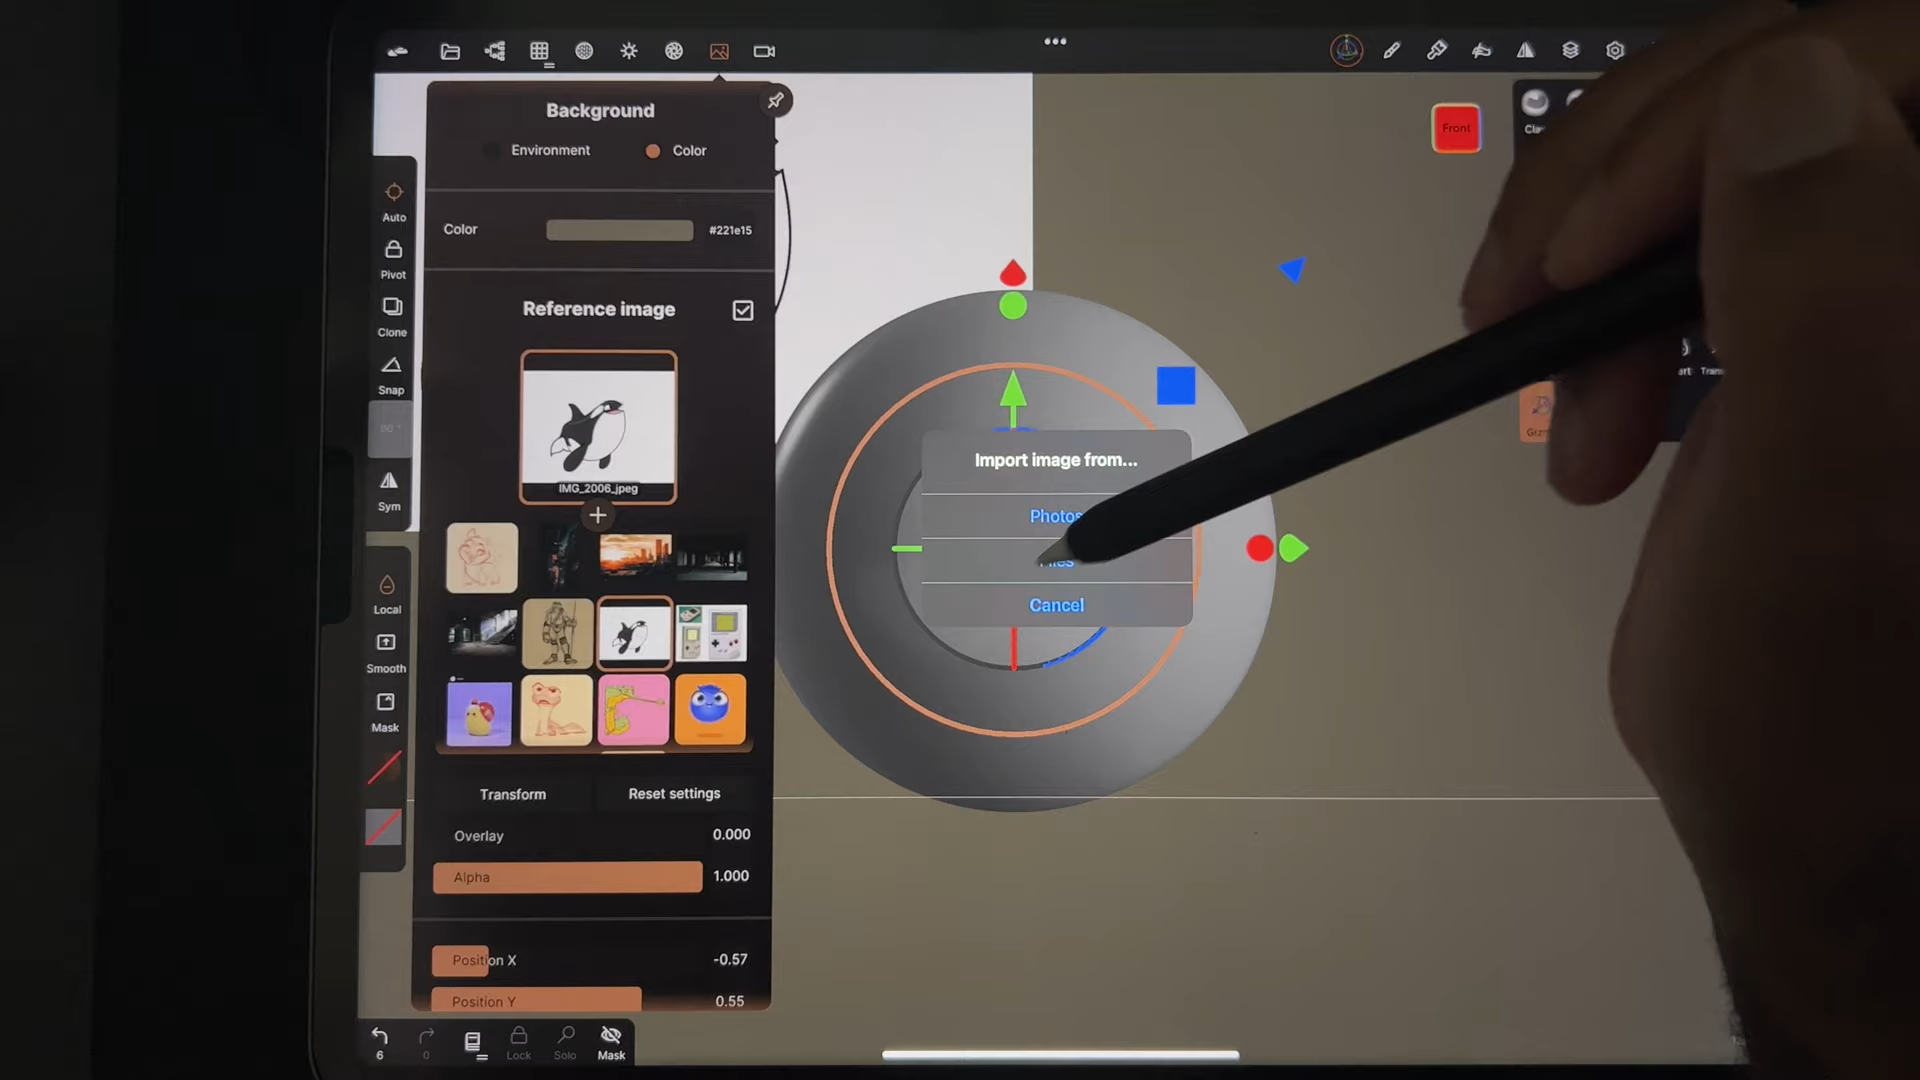 Background
Environment
Color
Color
#221e15
Reference image
IMG_2006_jpeg
Transform
Reset settings
Overlay
0.000
Alpha
1.000
Position X
-0.57
Position Y
0.55
Auto
Pivot
Clone
Snap
Sym
Local
Smooth
Mask
6
0
Lock
Solo
Mask
Import image from...
Photos
Files
Cancel
Front